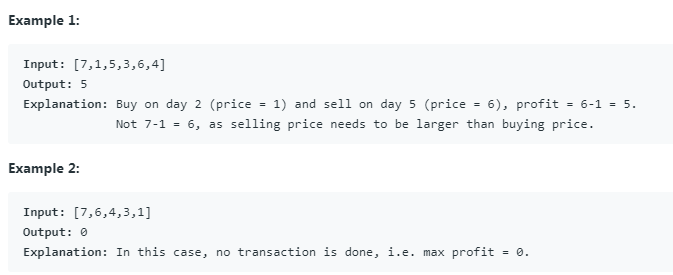 Example 1:
Input: [7,1,5,3,6,4]
Output: 5
Explanation: Buy on day 2 (price = 1) and sell on day 5 (price = 6), profit = 6-1 = 5.
Not 7-1 = 6, as selling price needs to be larger than buying price.
Example 2:
Input: [7,6,4,3,1]
Output: 0
Explanation: In this case, no transaction is done, i.e. max profit = 0.